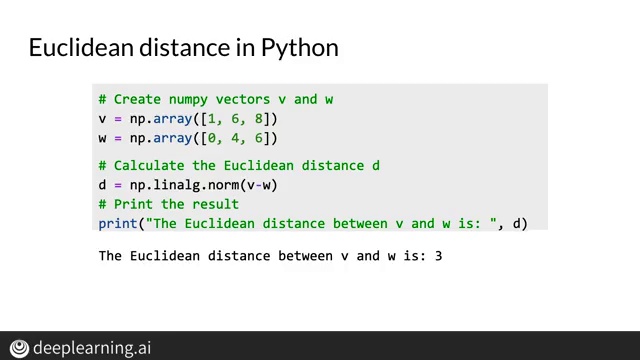 Euclidean distance in Python
# Create numpy vectors v and w
v = np.array([1, 6, 8])
w = np.array([0, 4, 6])
# Calculate the Euclidean distance d
d = np.linalg.norm(v-w)
# Print the result
print("The Euclidean distance between v and w is: ", d)
The Euclidean distance between v and w is: 3
deeplearning.ai